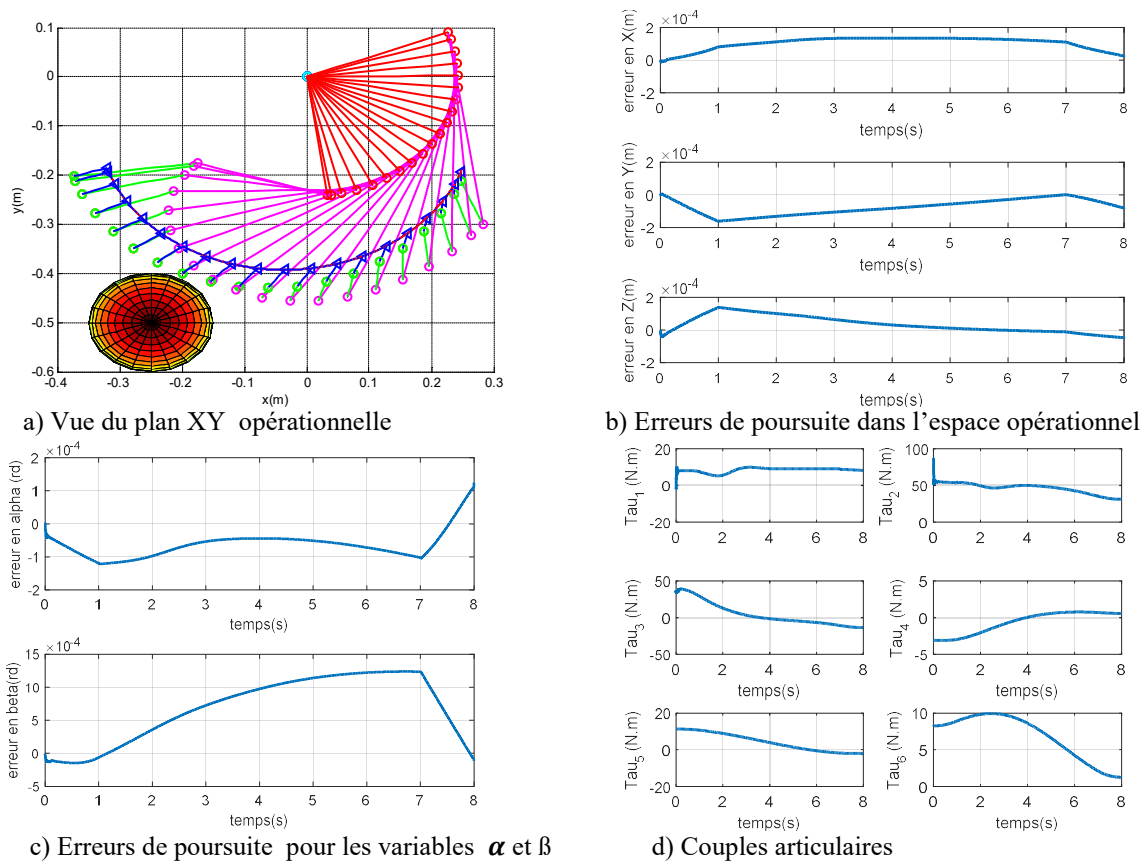 0.1
0
-0.1
-0.2
-0.3
-0.4
-0.5
-0.6
y(m)
-0.4 -0.3 -0.2 -0.1 0 0.1 0.2 0.3
x(m)
a) Vue du plan XY opérationnelle
×10-4
erreur en X(m)
2
0
-2
0 1 2 3 4 5 6 7 8
temps(s)
×10-4
erreur en Y(m)
2
0
-2
0 1 2 3 4 5 6 7 8
temps(s)
×10-4
erreur en Z(m)
2
0
-2
0 1 2 3 4 5 6 7 8
temps(s)
b) Erreurs de poursuite dans l’espace opérationnel
×10-4
erreur en alpha (rd)
2
1
0
-1
-2
0 1 2 3 4 5 6 7 8
temps(s)
×10-4
erreur en beta(rd)
15
10
5
0
-5
0 1 2 3 4 5 6 7 8
temps(s)
c) Erreurs de poursuite pour les variables α et ß
Tau1 (N.m)
20
0
-20
0 2 4 6 8
temps(s)
Tau2 (N.m)
100
50
0
0 2 4 6 8
temps(s)
Tau3 (N.m)
50
0
-50
0 2 4 6 8
temps(s)
Tau4 (N.m)
5
0
-5
0 2 4 6 8
temps(s)
Tau5 (N.m)
20
0
-20
0 2 4 6 8
temps(s)
Tau6 (N.m)
10
5
0
0 2 4 6 8
temps(s)
d) Couples articulaires